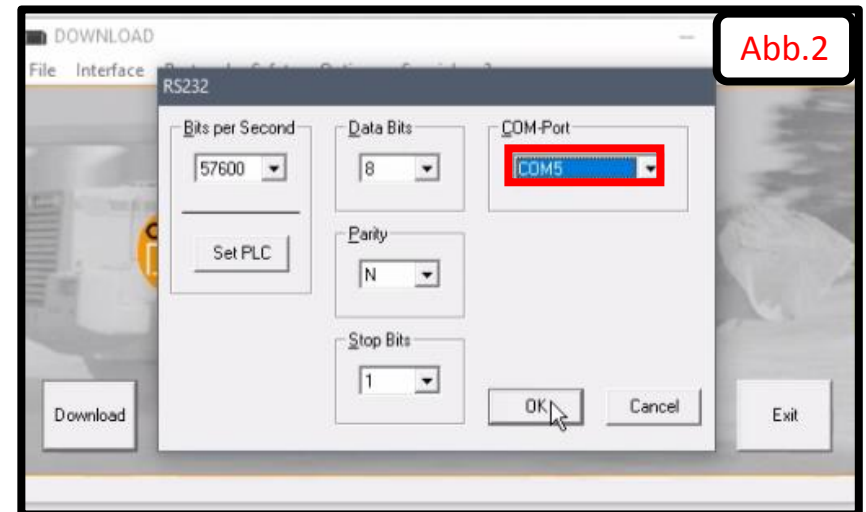 DOWNLOAD
Abb.2
File Interface
RS232
Bits per Second
Data Bits
COM-Port
57600
8
COM5
Set PLC
Parity
N
Stop Bits
1
Download
OK
Cancel
Exit